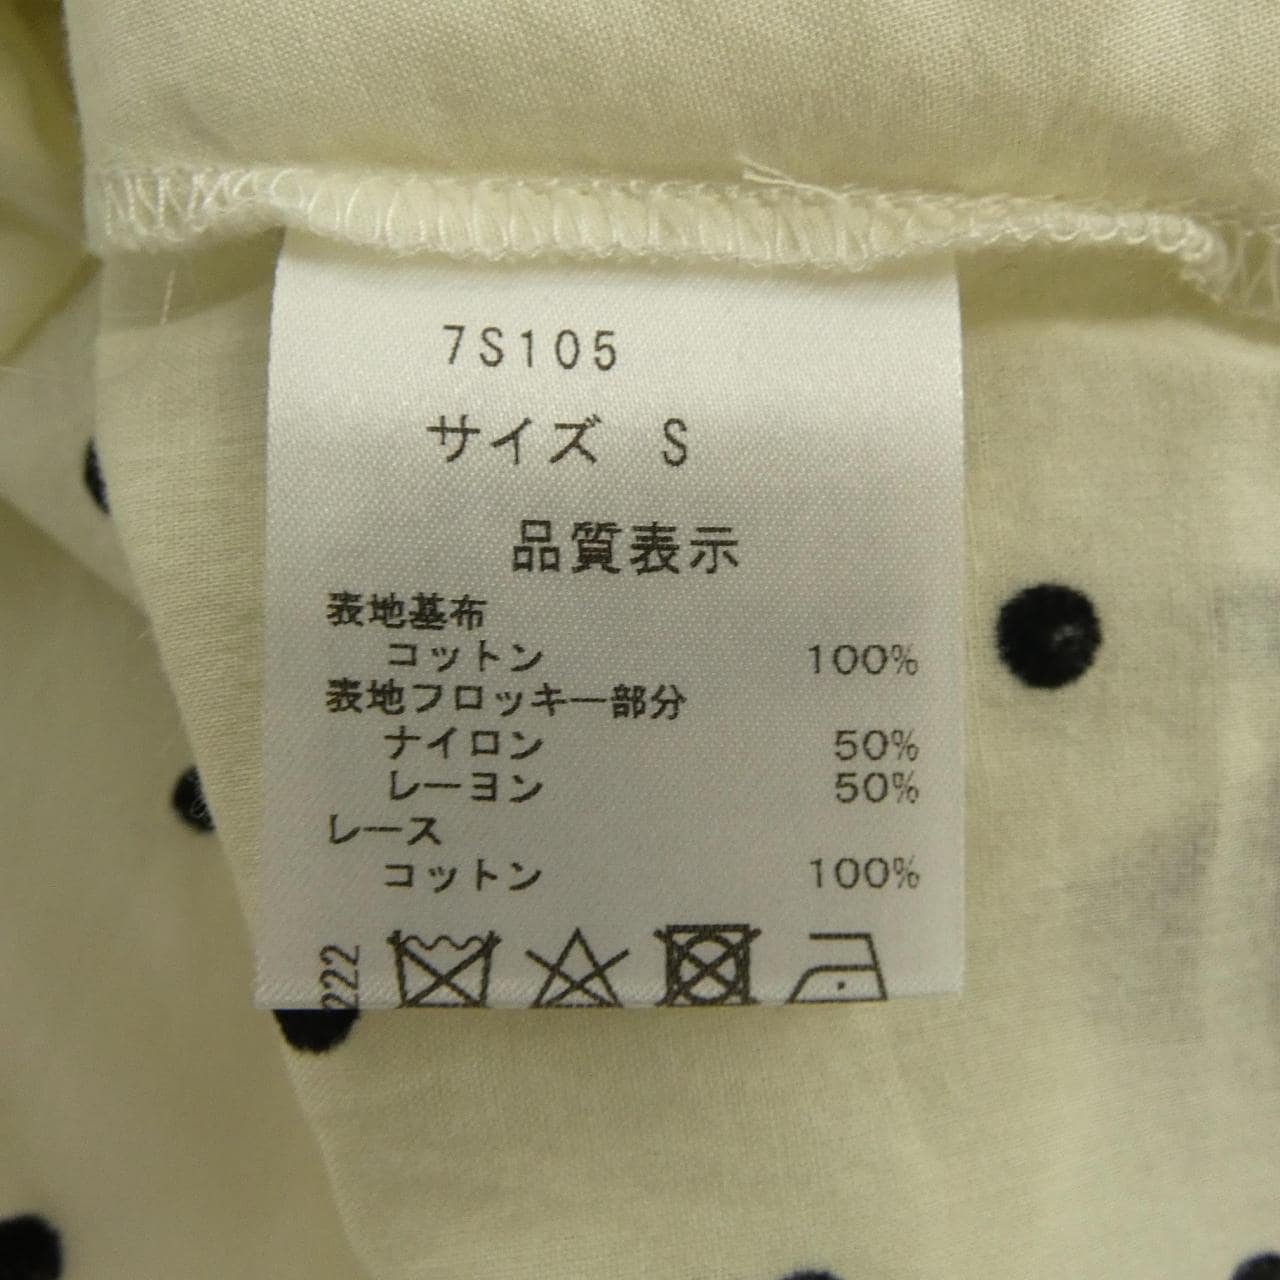 7S105
サイズ S
品質表示
表地基布
コットン 100%
表地フロッキー部分
ナイロン 50%
レーヨン 50%
レース
コットン 100%
222